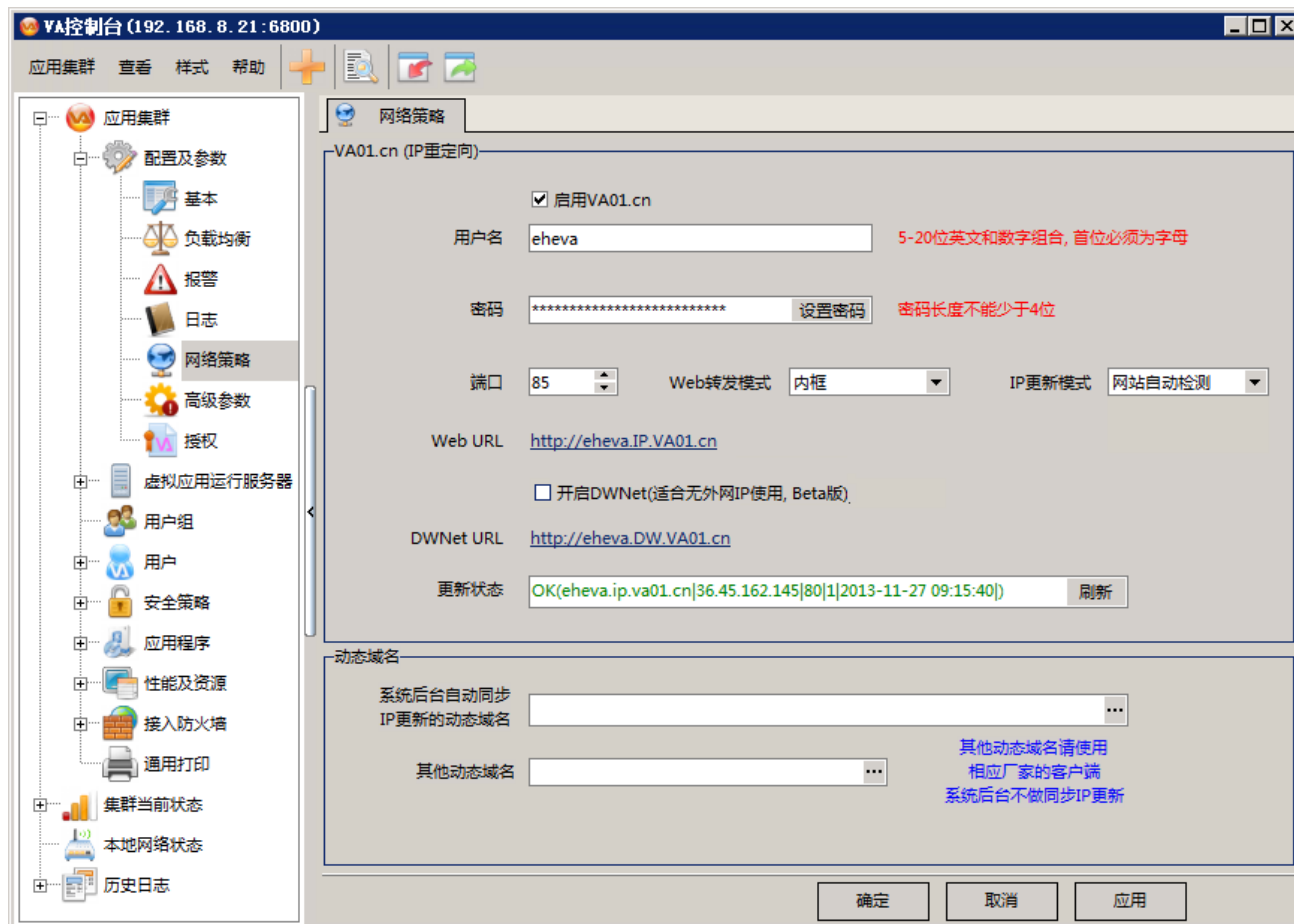 VA控制台(192.168.8.21:6800)
应用集群 查看 样式 帮助
应用集群
配置及参数
基本
负载均衡
报警
日志
网络策略
高级参数
授权
虚拟应用运行服务器
用户组
用户
安全策略
应用程序
性能及资源
接入防火墙
通用打印
集群当前状态
本地网络状态
历史日志
网络策略
VA01.cn (IP重定向)
启用VA01.cn
用户名 eheva 5-20位英文和数字组合, 首位必须为字母
密码 *************************** 设置密码 密码长度不能少于4位
端口 85 Web转发模式 内框 IP更新模式 网站自动检测
Web URL http://eheva.IP.VA01.cn
开启DWNet(适合无外网IP使用, Beta版)
DWNet URL http://eheva.DW.VA01.cn
更新状态 OK(eheva.ip.va01.cn|36.45.162.145|80|1|2013-11-27 09:15:40|) 刷新
动态域名
系统后台自动同步
IP更新的动态域名
...
其他动态域名 ...
其他动态域名请使用
相应厂家的客户端
系统后台不做同步IP更新
确定 取消 应用